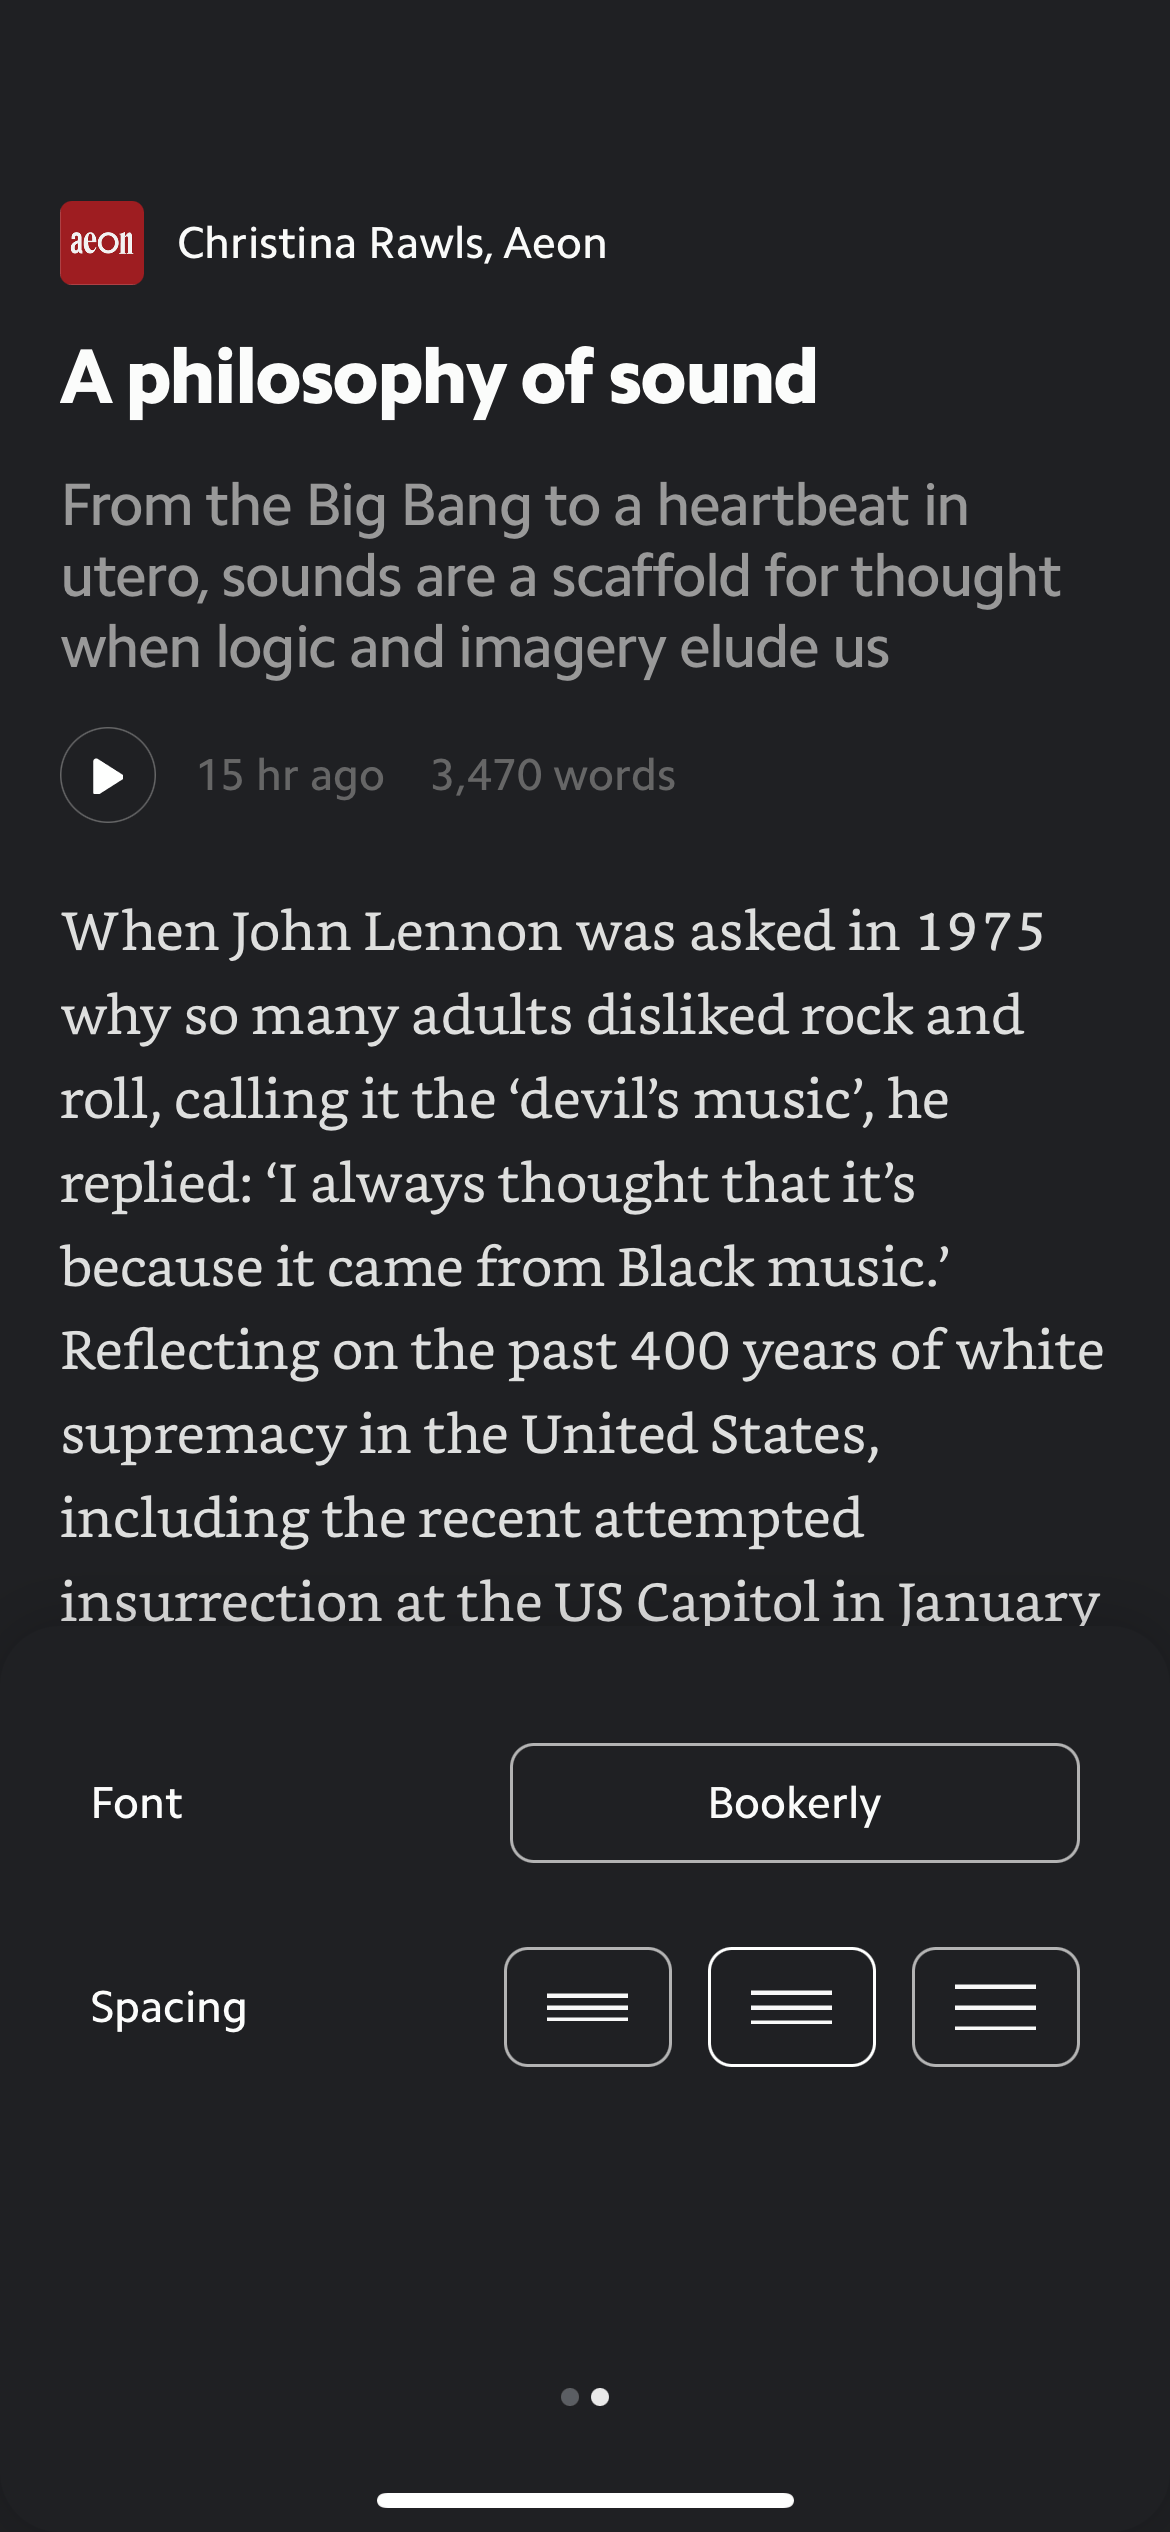 aeon
Christina Rawls, Aeon
A philosophy of sound
From the Big Bang to a heartbeat in
utero, sounds are a scaffold for thought
when logic and imagery elude us
15 hr ago 3,470 words
When John Lennon was asked in 1975
why so many adults disliked rock and
roll, calling it the ‘devil’s music’, he
replied: ‘I always thought that it’s
because it came from Black music.’
Reflecting on the past 400 years of white
supremacy in the United States,
including the recent attempted
insurrection at the US Capitol in January
Font
Bookerly
Spacing